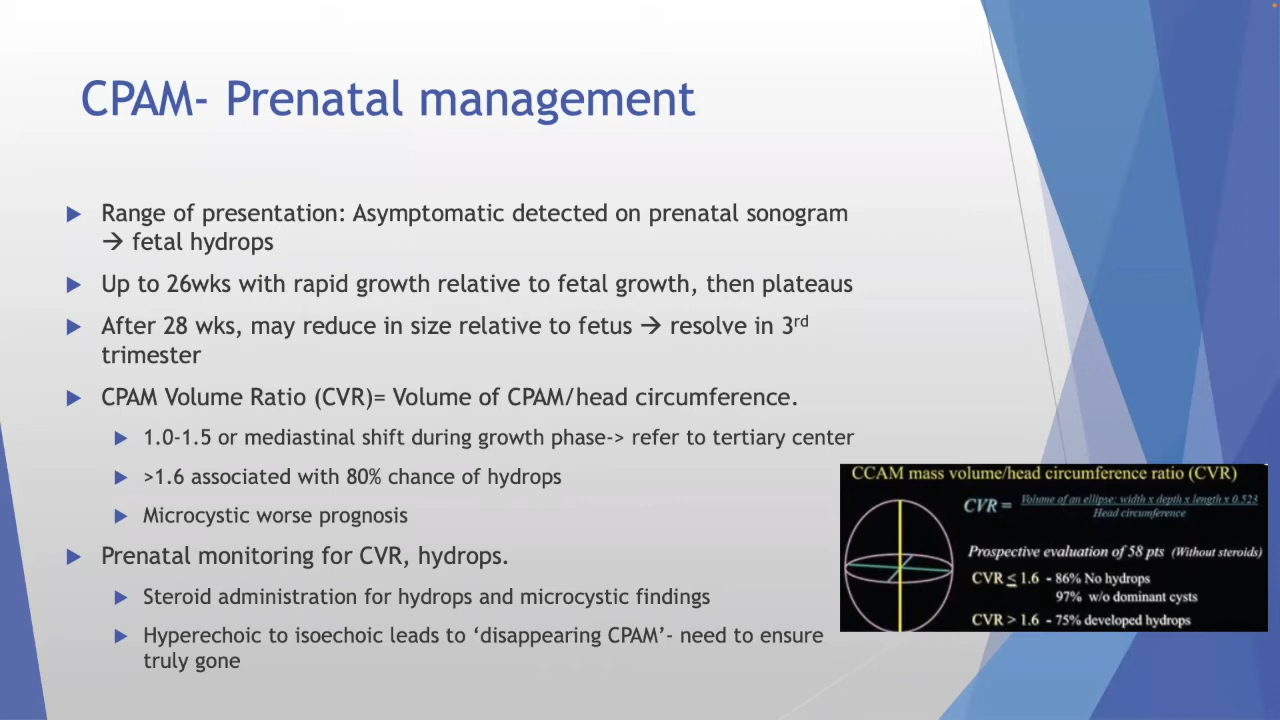 CPAM- Prenatal management
Range of presentation: Asymptomatic detected on prenatal sonogram
→ fetal hydrops
Up to 26wks with rapid growth relative to fetal growth, then plateaus
After 28 wks, may reduce in size relative to fetus → resolve in 3rd
trimester
CPAM Volume Ratio (CVR)= Volume of CPAM/head circumference.
1.0-1.5 or mediastinal shift during growth phase-> refer to tertiary center
>1.6 associated with 80% chance of hydrops
Microcystic worse prognosis
Prenatal monitoring for CVR, hydrops.
Steroid administration for hydrops and microcystic findings
Hyperechoic to isoechoic leads to ‘disappearing CPAM’- need to ensure
truly gone
CCAM mass volume/head circumference ratio (CVR)
CVR = Volume of an ellipse: width x depth x length x 0.523
Head circumference
Prospective evaluation of 58 pts (Without steroids)
CVR ≤ 1.6 - 86% No hydrops
97% w/o dominant cysts
CVR > 1.6 - 75% developed hydrops